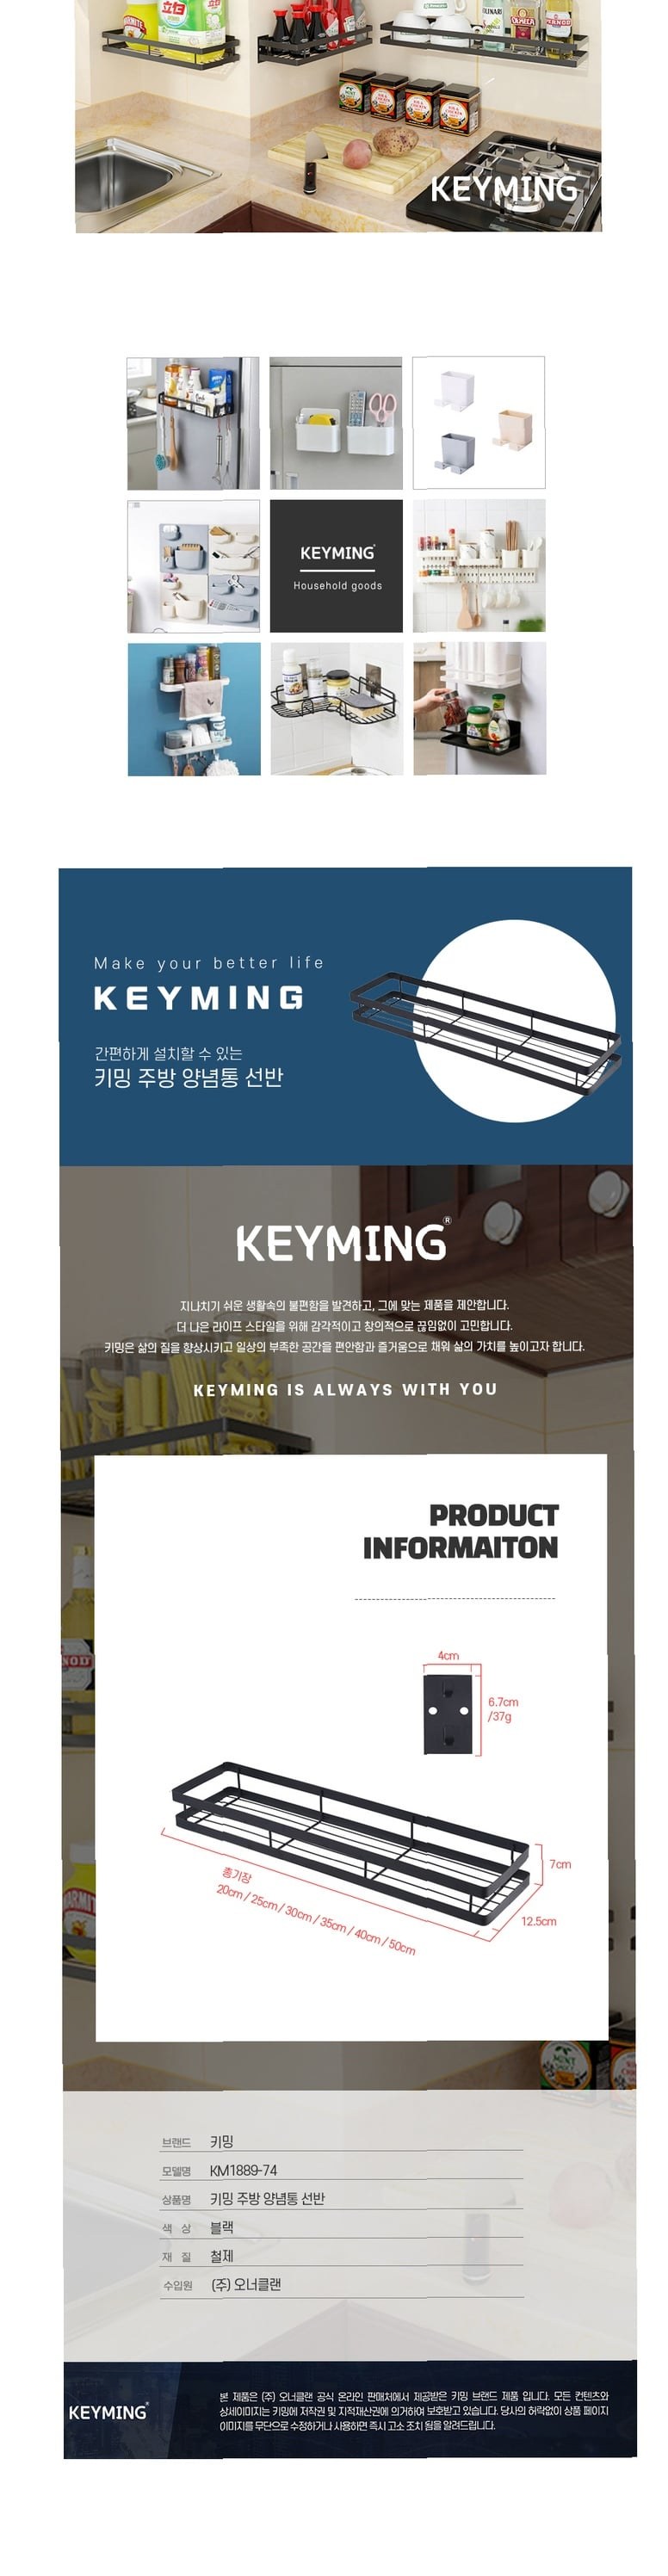 KEYMING
KEYMING
Household goods
Make your better life
KEYMING
간편하게 설치할 수 있는
키밍 주방 양념통 선반
KEYMING®
지나치기 쉬운 생활속의 불편함을 발견하고, 그에 맞는 제품을 제안합니다.
더 나은 라이프 스타일을 위해 감각적이고 창의적으로 끊임없이 고민합니다.
키밍은 삶의 질을 향상시키고 일상의 부족한 공간을 편안함과 즐거움으로 채워 삶의 가치를 높이고자 합니다.
KEYMING IS ALWAYS WITH YOU
PRODUCT
INFORMAITON
4cm
6.7cm
/37g
7cm
12.5cm
총기장
20cm / 25cm / 30cm / 35cm / 40cm / 50cm
브랜드 키밍
모델명 KM1889-74
상품명 키밍 주방 양념통 선반
색 상 블랙
재 질 철제
수입원 (주) 오너클랜
KEYMING®
본 제품은 (주) 오너클랜 공식 온라인 판매처에서 제공받은 키밍 브랜드 제품 입니다. 모든 컨텐츠와
상세이미지는 키밍에 저작권 및 지적재산권에 의거하여 보호받고 있습니다. 당사의 허락없이 상품 페이지
이미지를 무단으로 수정하거나 사용하면 즉시 고소 조치 됨을 알려드립니다.